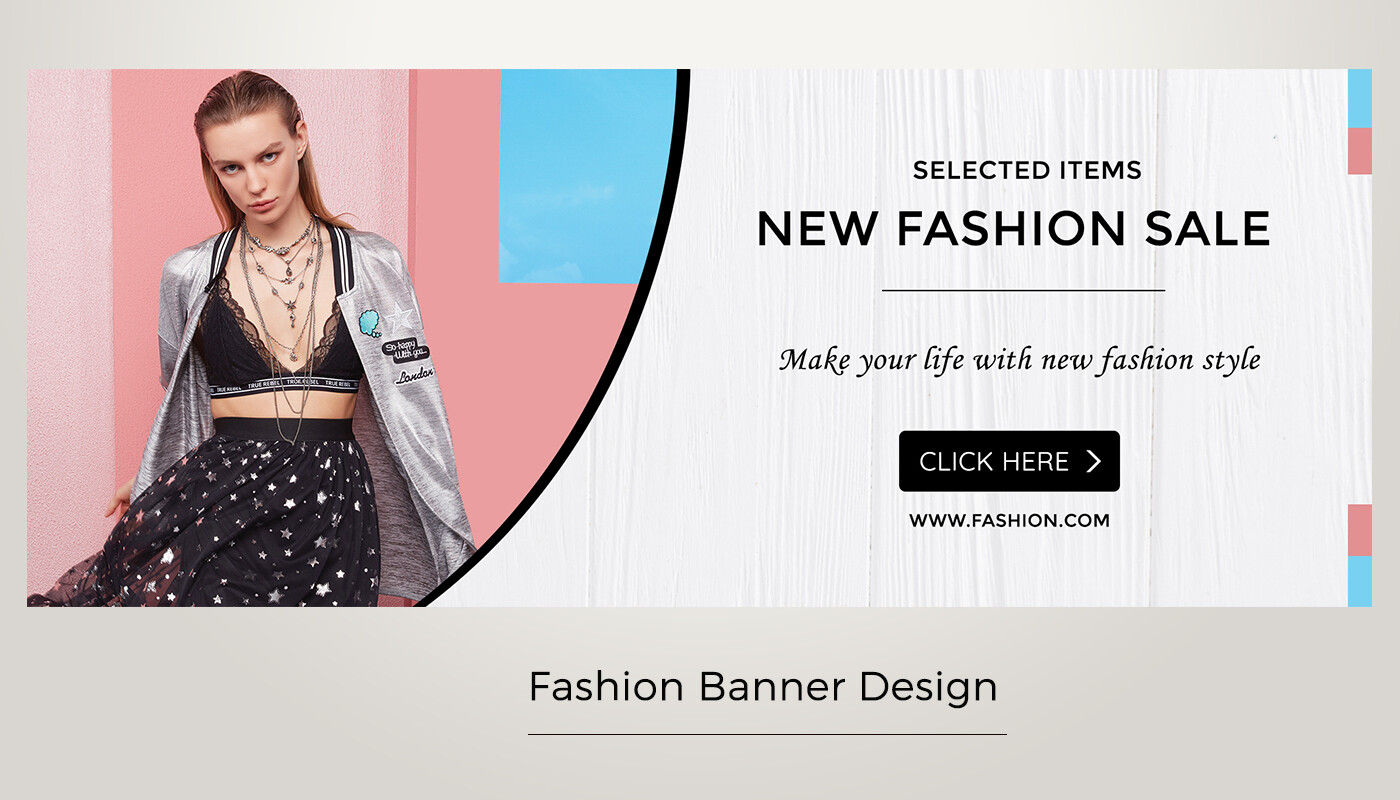 SELECTED ITEMS
NEW FASHION SALE
Make your life with new fashion style
CLICK HERE
WWW.FASHION.COM
So happy
With you...
London
TRUE REBEL TRUE REBEL TRUE REBEL
Fashion Banner Design